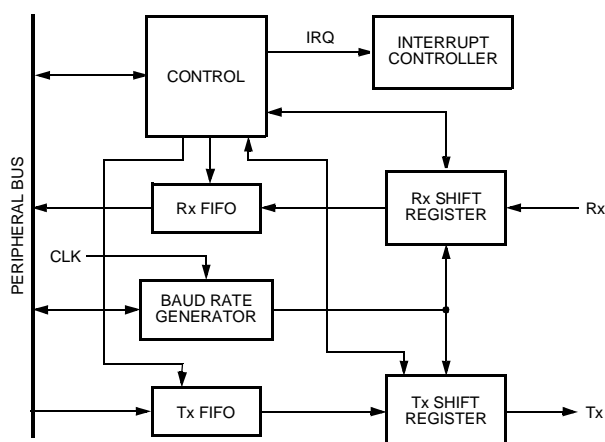 IRQ
INTERRUPT
CONTROLLER
CONTROL
PERIPHERAL BUS
Rx FIFO
Rx SHIFT
REGISTER
Rx
CLK
BAUD RATE
GENERATOR
Tx FIFO
Tx SHIFT
REGISTER
Tx